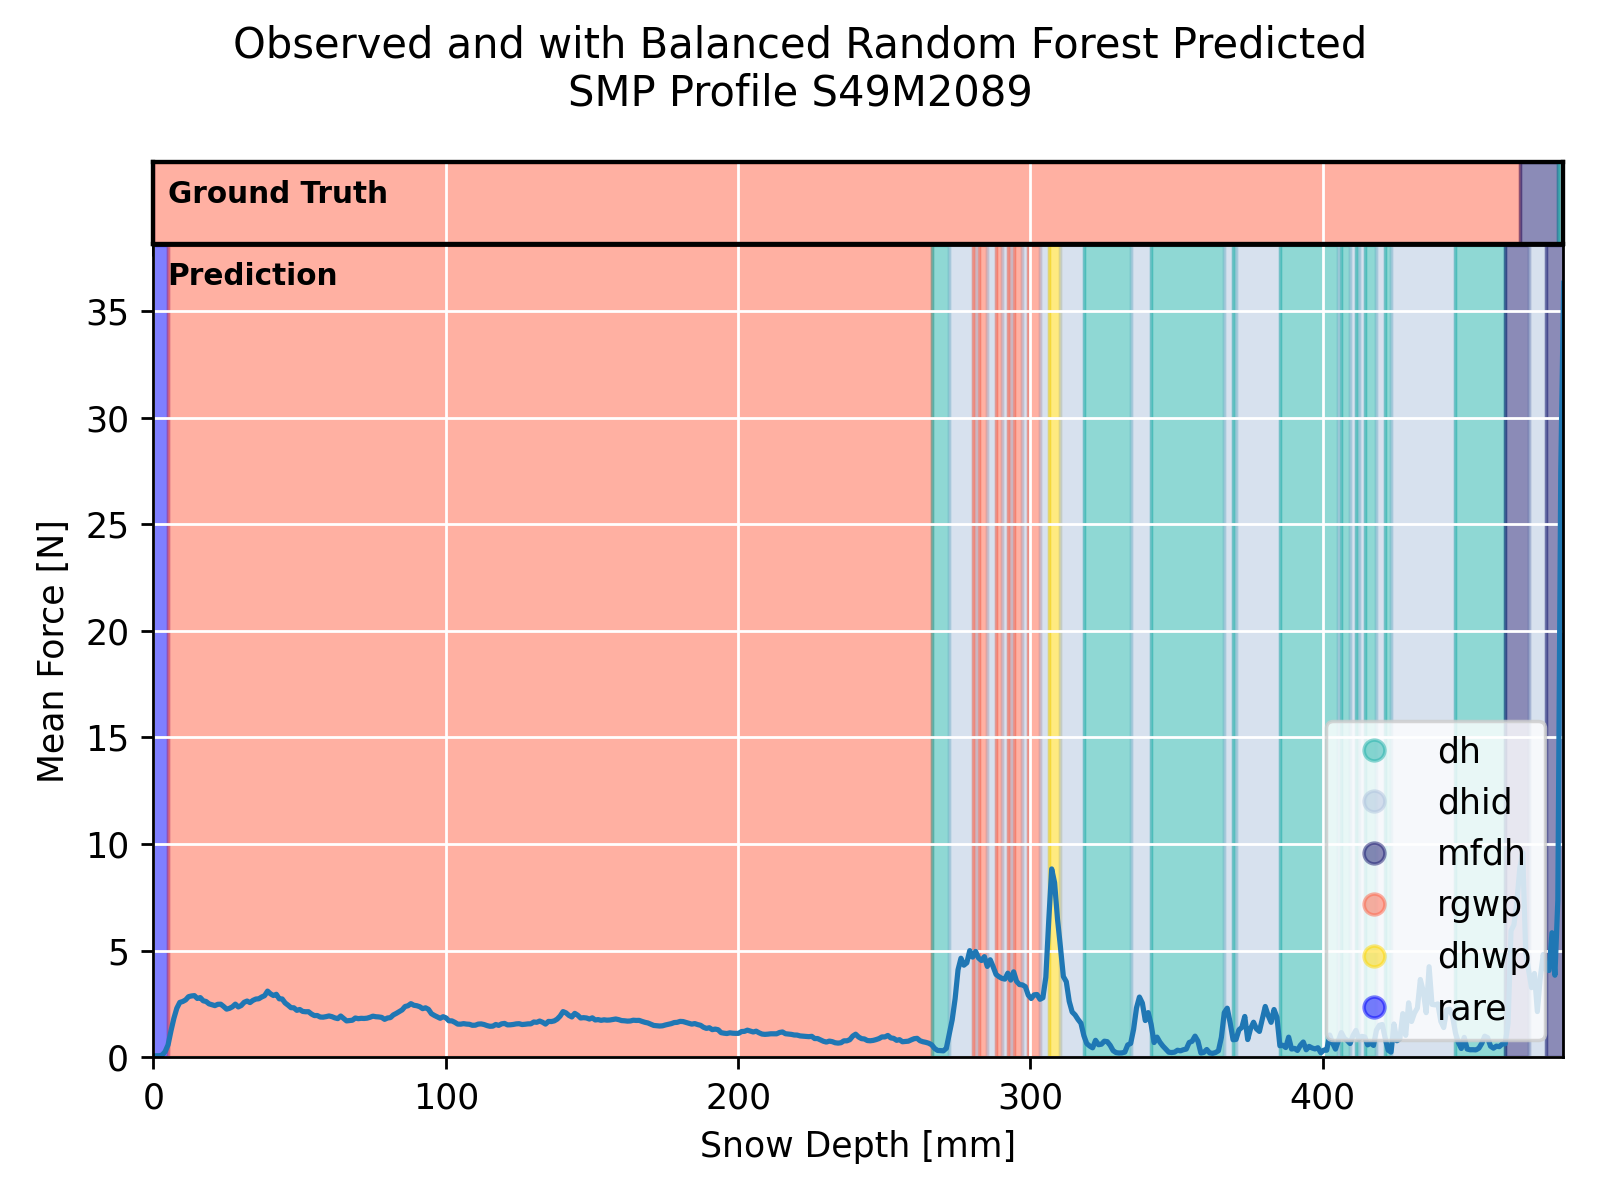 Observed and with Balanced Random Forest Predicted
SMP Profile S49M2089
Ground Truth
Prediction
35
30
25
20
15
10
5
0
Mean Force [N]
dh
dhid
mfdh
rgwp
dhwp
rare
0 100 200 300 400
Snow Depth [mm]